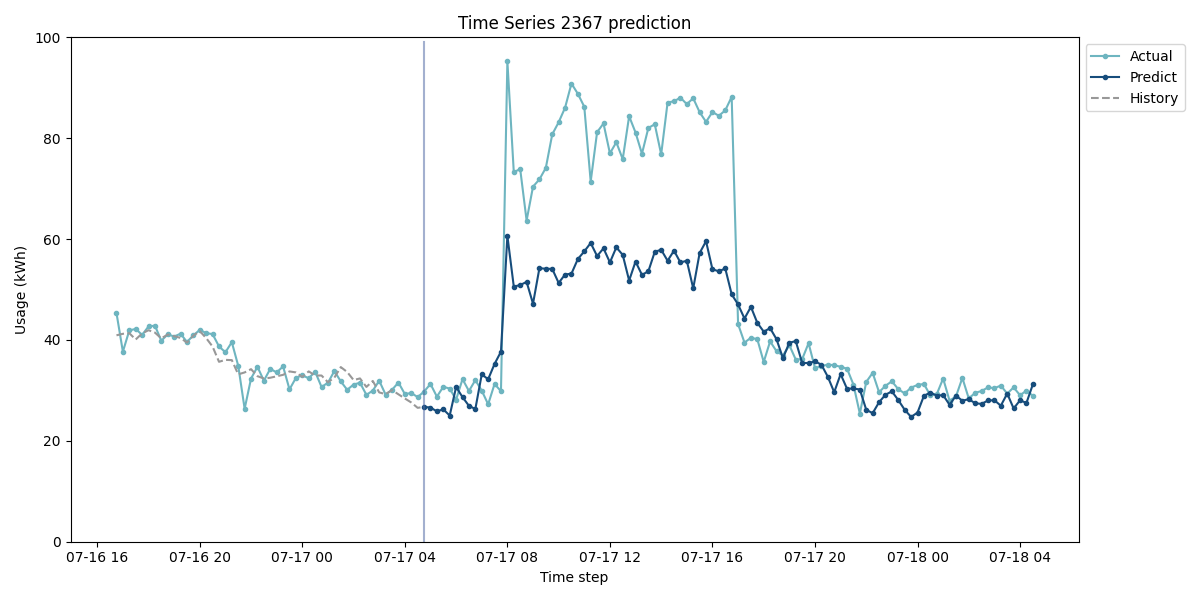 Time Series 2367 prediction
Usage (kWh)
100
80
60
40
20
0
07-16 16
07-16 20
07-17 00
07-17 04
07-17 08
07-17 12
07-17 16
07-17 20
07-18 00
07-18 04
Time step
Actual
Predict
History